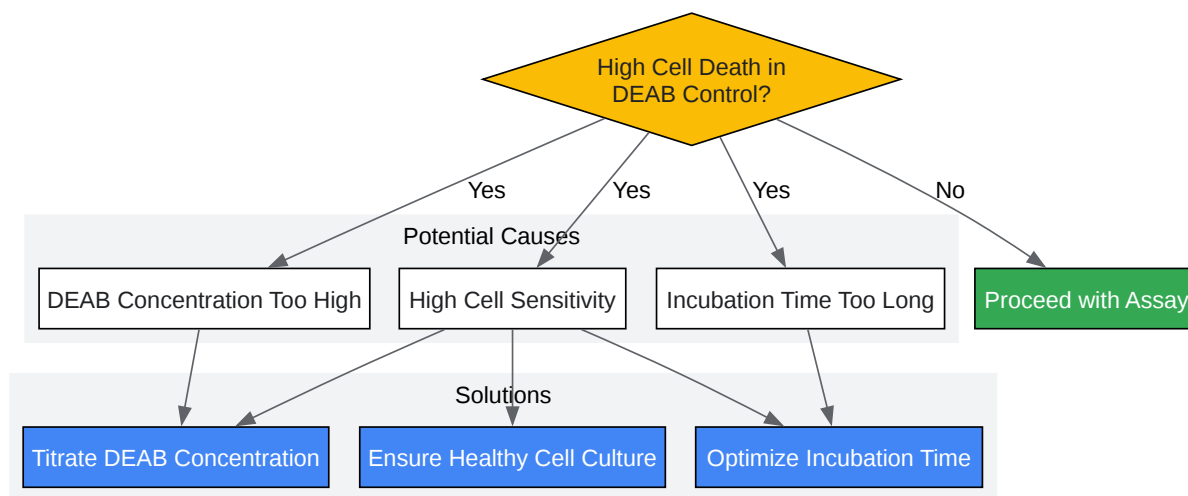 High Cell Death in
DEAB Control?
Yes
Yes
Yes
No
Potential Causes
DEAB Concentration Too High
High Cell Sensitivity
Incubation Time Too Long
Proceed with Assay
Solutions
Titrate DEAB Concentration
Ensure Healthy Cell Culture
Optimize Incubation Time